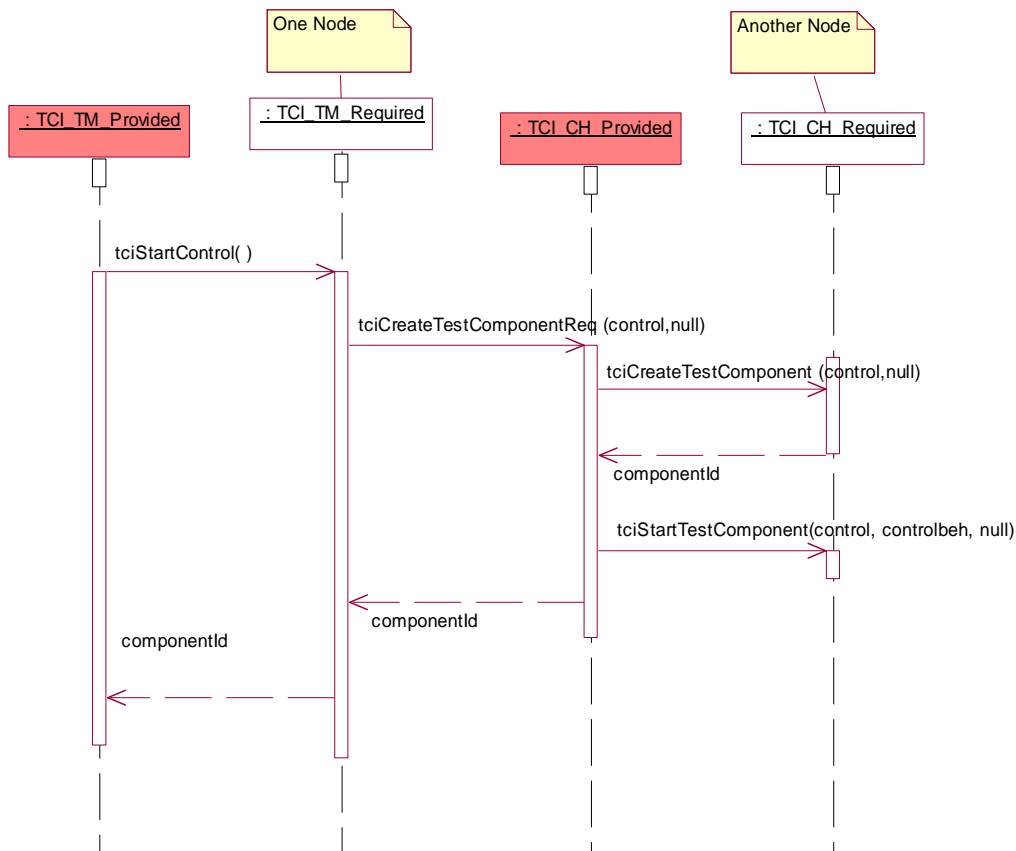 One Node
Another Node
: TCI_TM_Provided
: TCI_TM_Required
: TCI_CH_Provided
: TCI_CH_Required
tciStartControl( )
tciCreateTestComponentReq (control,null)
tciCreateTestComponent (control,null)
componentId
tciStartTestComponent(control, controlbeh, null)
componentId
componentId